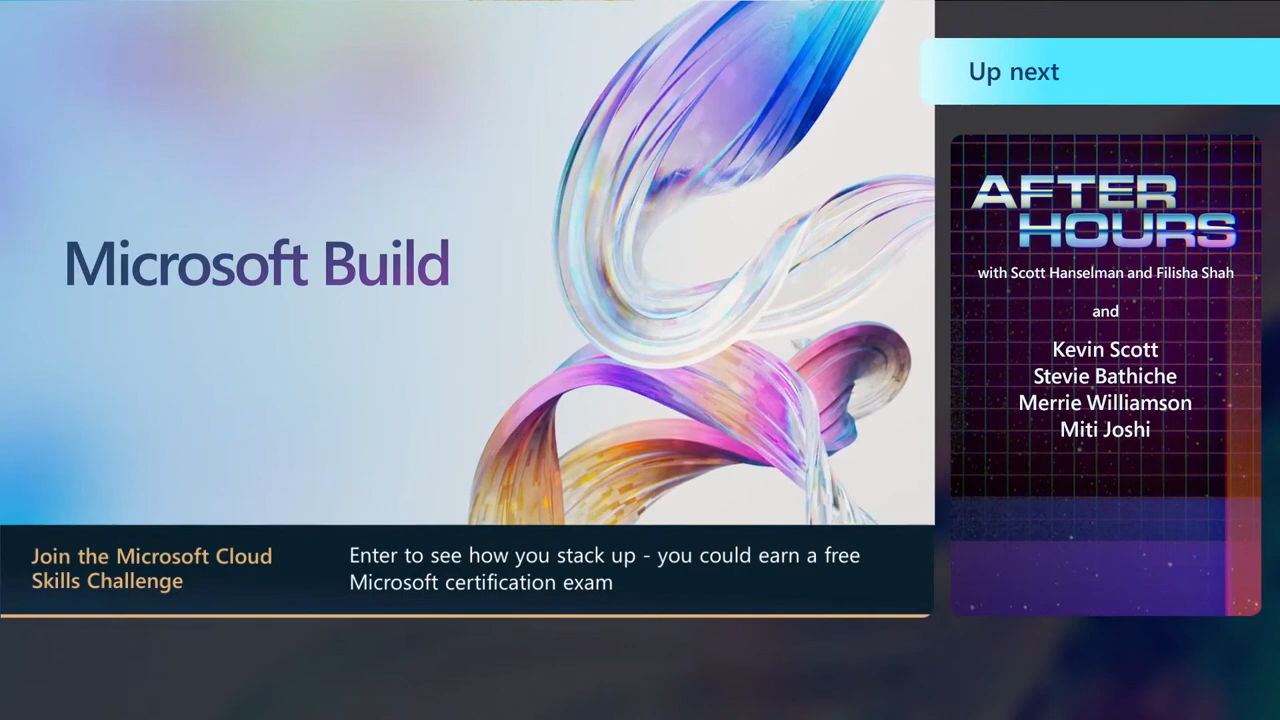 Microsoft Build
Join the Microsoft Cloud
Skills Challenge
Enter to see how you stack up - you could earn a free
Microsoft certification exam
Up next
AFTER
HOURS
with Scott Hanselman and Filisha Shah
and
Kevin Scott
Stevie Bathiche
Merrie Williamson
Miti Joshi